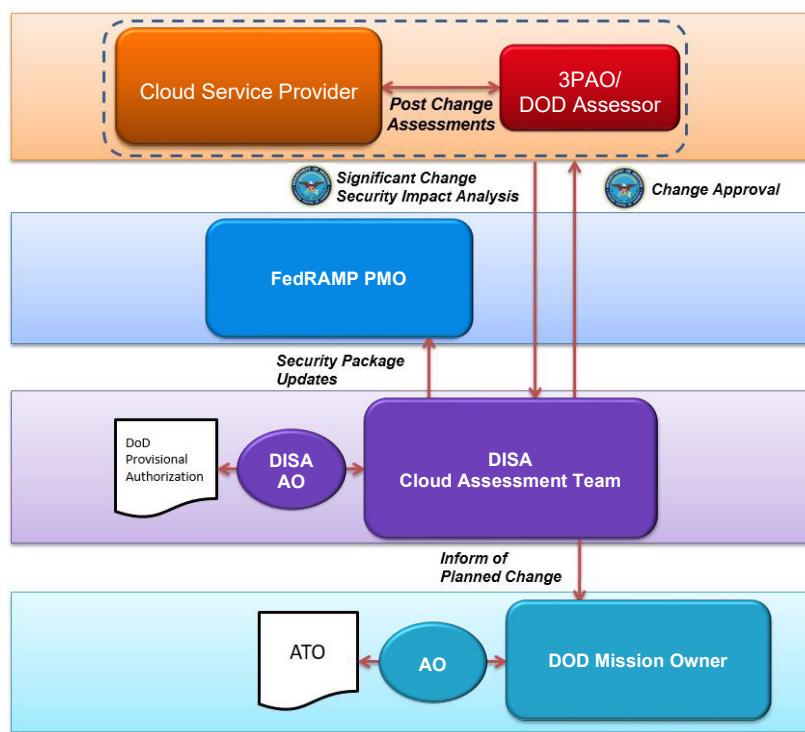 Cloud Service Provider
3PAO/
DOD Assessor
Post Change
Assessments
Significant Change
Security Impact Analysis
Change Approval
FedRAMP PMO
Security Package
Updates
DoD
Provisional
Authorization
DISA
AO
DISA
Cloud Assessment Team
Inform of
Planned Change
ATO
AO
DOD Mission Owner